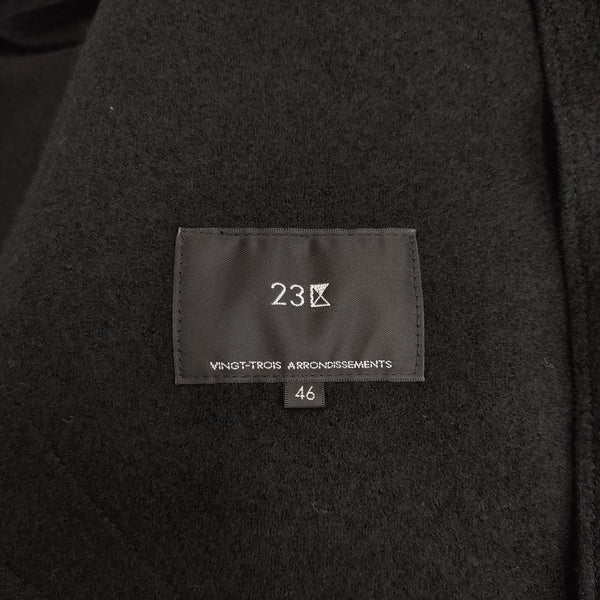 23区
VINGT-TROIS ARRONDISSEMENTS
46